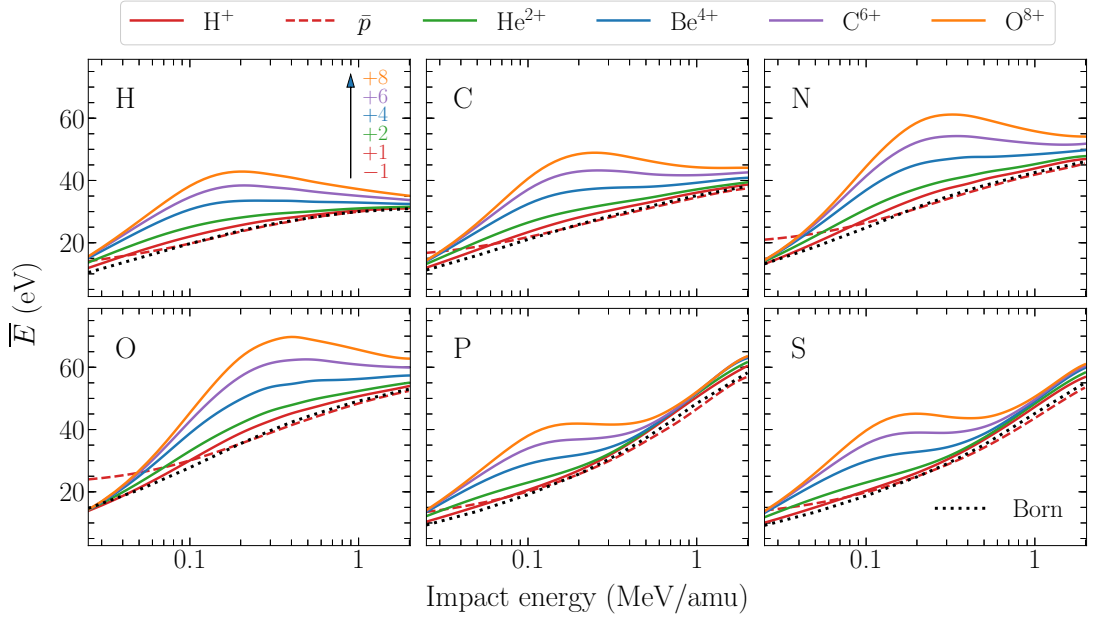 H⁺ p̄ He²⁺ Be⁴⁺ C⁶⁺ O⁸⁺
H C N
+8
+6
+4
+2
+1
−1
60
40
20
O P S
60
40
20
Born
0.1 1 0.1 1 0.1 1
E̅ (eV)
Impact energy (MeV/amu)